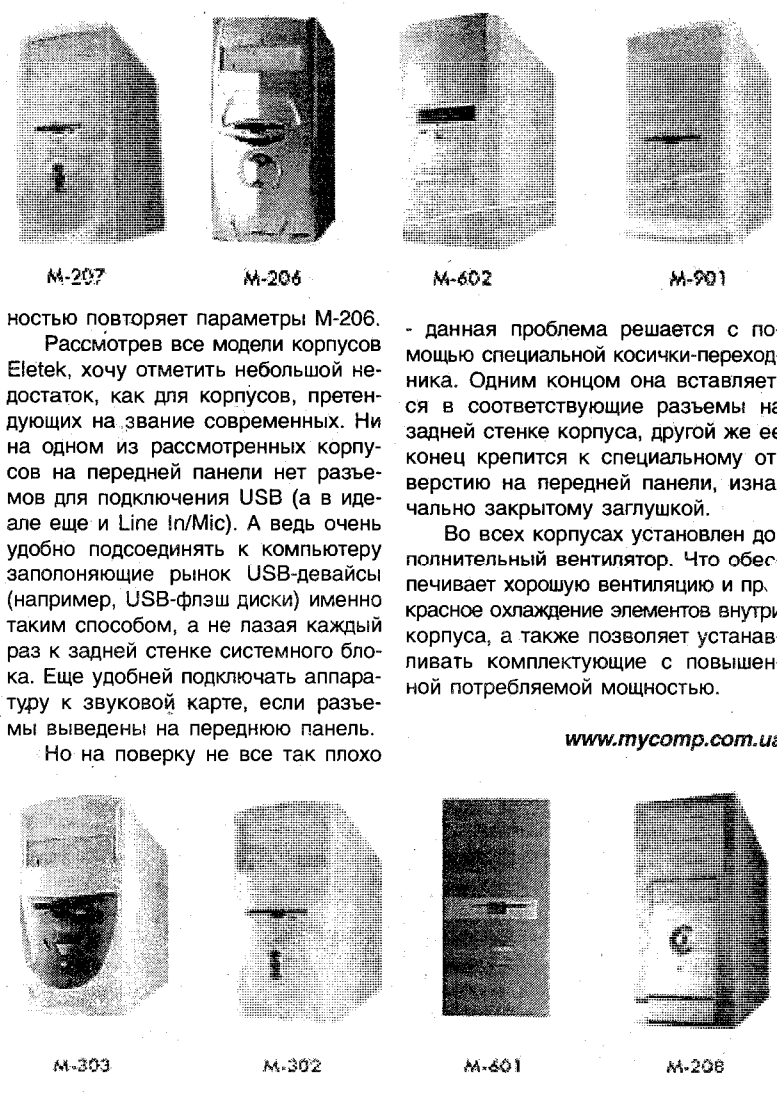 M-207
M-206
M-602
M-901
ностью повторяет параметры М-206.
Рассмотрев все модели корпусов
Eletek, хочу отметить небольшой не-
достаток, как для корпусов, претен-
дующих на звание современных. Ни
на одном из рассмотренных корпу-
сов на передней панели нет разъе-
мов для подключения USB (а в иде-
але еще и Line In/Mic). А ведь очень
удобно подсоединять к компьютеру
заполоняющие рынок USB-девайсы
(например, USB-флэш диски) именно
таким способом, а не лазая каждый
раз к задней стенке системного бло-
ка. Еще удобней подключать аппара-
туру к звуковой карте, если разъе-
мы выведены на переднюю панель.
Но на поверку не все так плохо
- данная проблема решается с по-
мощью специальной косички-переход-
ника. Одним концом она вставляет-
ся в соответствующие разъемы на
задней стенке корпуса, другой же ее
конец крепится к специальному от-
верстию на передней панели, изна-
чально закрытому заглушкой.
Во всех корпусах установлен до-
полнительный вентилятор. Что обес-
печивает хорошую вентиляцию и пр
красное охлаждение элементов внутри
корпуса, а также позволяет устанав-
ливать комплектующие с повышен-
ной потребляемой мощностью.
www.mycomp.com.ua
M-303
M-302
M-601
M-208